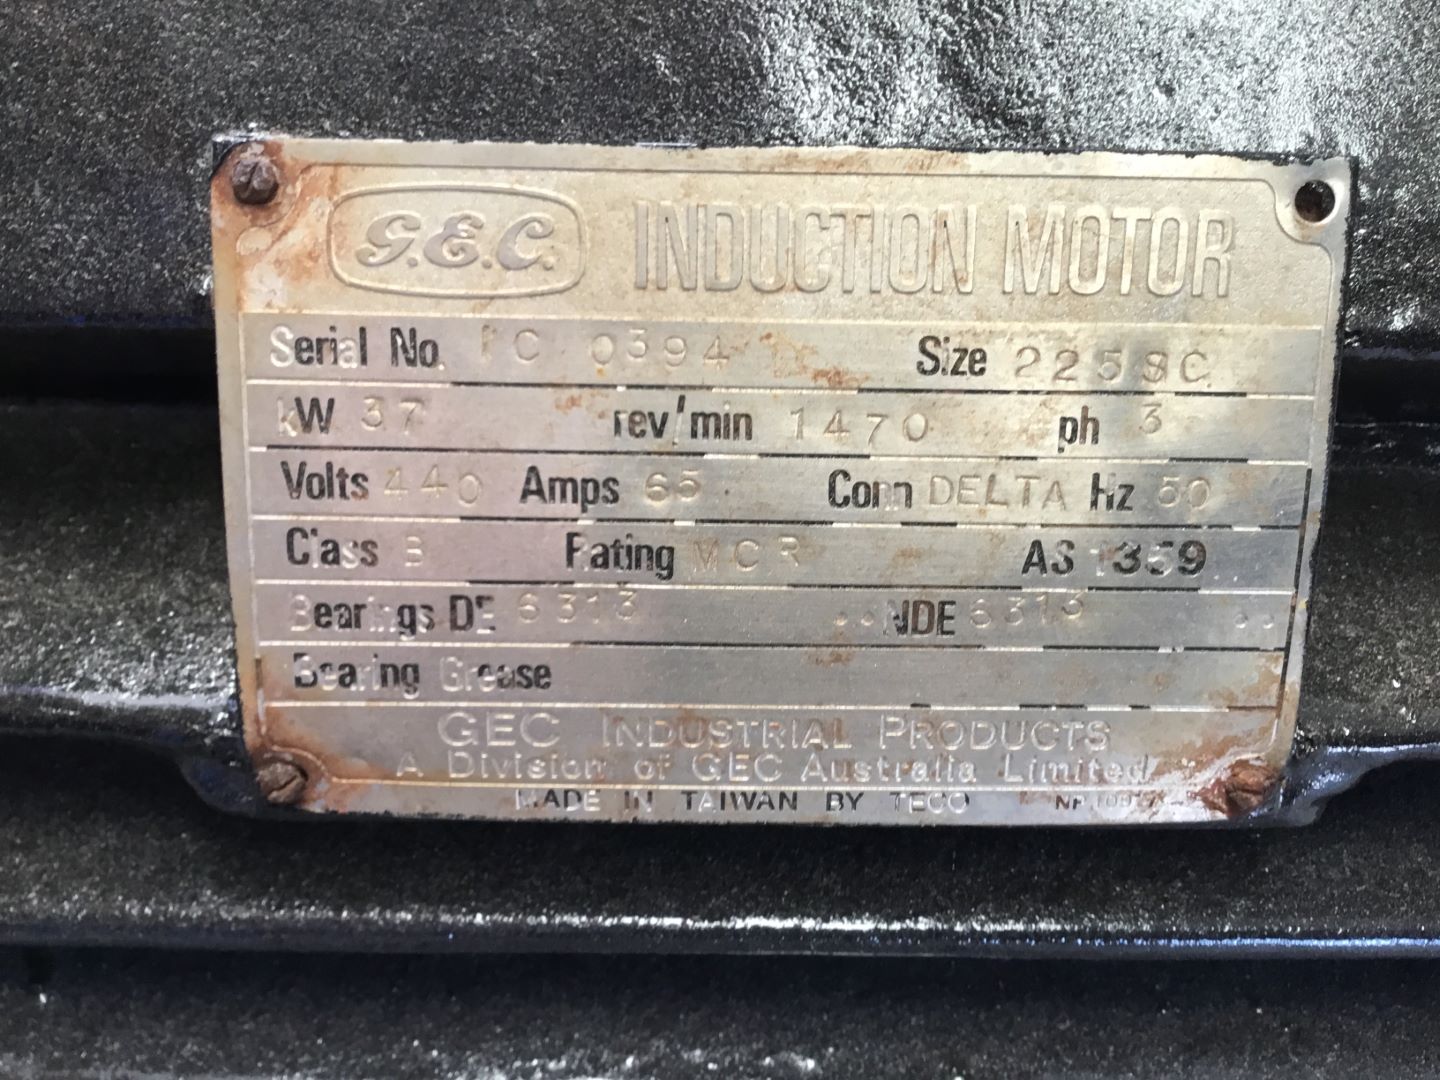 G.E.C. INDUCTION MOTOR
Serial No. C 0394 Size 2258C
kW 37 rev/min 1470 ph 3
Volts 440 Amps 65 Conn DELTA Hz 50
Class B Rating MCR AS 1359
Bearings DE 6313 NDE 6313
Bearing Grease
GEC INDUSTRIAL PRODUCTS
A Division of GEC Australia Limited
MADE IN TAIWAN BY TECO